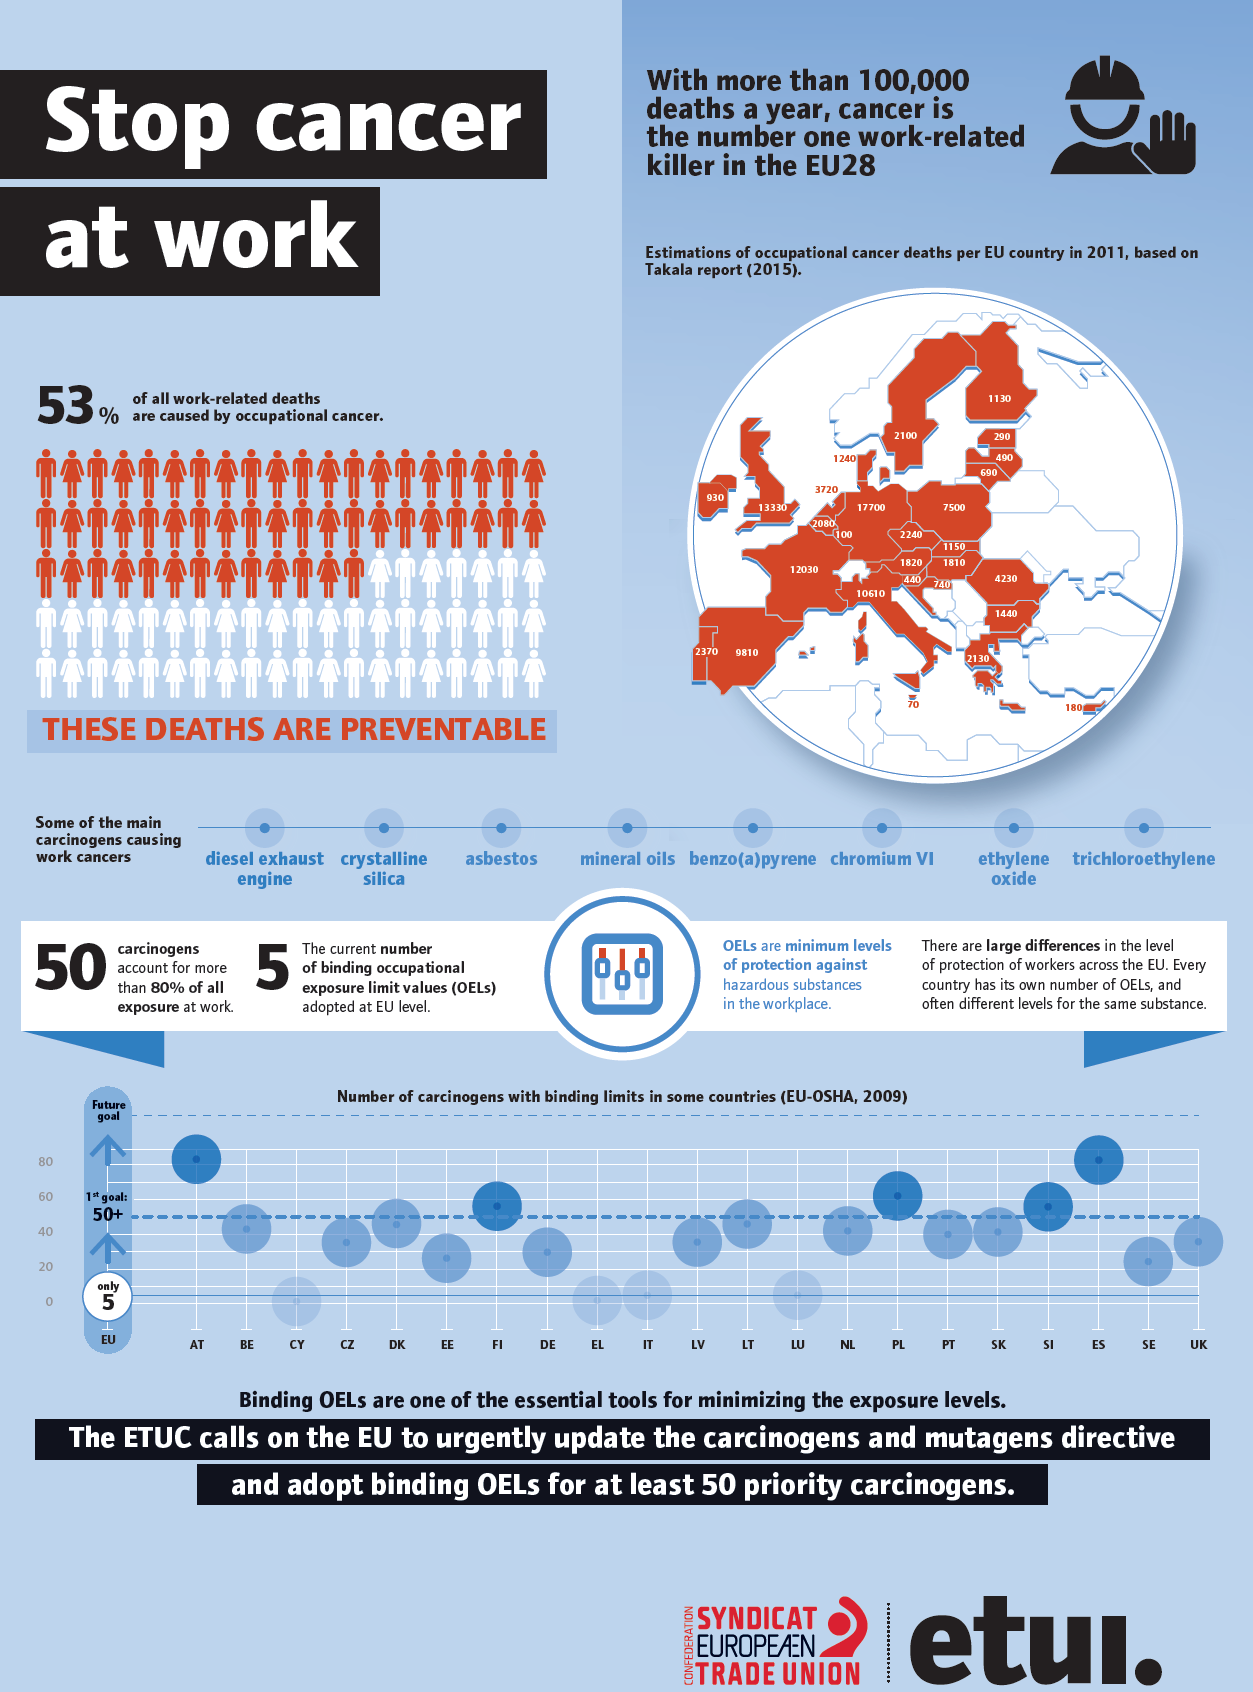 Stop cancer
at work
With more than 100,000
deaths a year, cancer is
the number one work-related
killer in the EU28
Estimations of occupational cancer deaths per EU country in 2011, based on
Takala report (2015).
53 %
of all work-related deaths
are caused by occupational cancer.
THESE DEATHS ARE PREVENTABLE
1130
2100
290
1240
490
690
3720
930
13330
17700
7500
2080
100
2240
1150
12030
1820
1810
440
740
4230
10610
1440
2370
9810
2130
70
180
Some of the main
carcinogens causing
work cancers
diesel exhaust
engine
crystalline
silica
asbestos
mineral oils
benzo(a)pyrene
chromium VI
ethylene
oxide
trichloroethylene
50
carcinogens
account for more
than 80% of all
exposure at work.
5
The current number
of binding occupational
exposure limit values (OELs)
adopted at EU level.
OELs are minimum levels
of protection against
hazardous substances
in the workplace.
There are large differences in the level
of protection of workers across the EU. Every
country has its own number of OELs, and
often different levels for the same substance.
Number of carcinogens with binding limits in some countries (EU-OSHA, 2009)
Future
goal
80
60
1st goal:
50+
40
20
only
5
0
EU
AT BE CY CZ DK EE FI DE EL IT LV LT LU NL PL PT SK SI ES SE UK
Binding OELs are one of the essential tools for minimizing the exposure levels.
The ETUC calls on the EU to urgently update the carcinogens and mutagens directive
and adopt binding OELs for at least 50 priority carcinogens.
CONFEDERATION
SYNDICAT
EUROPEÆN
TRADE UNION
etui.